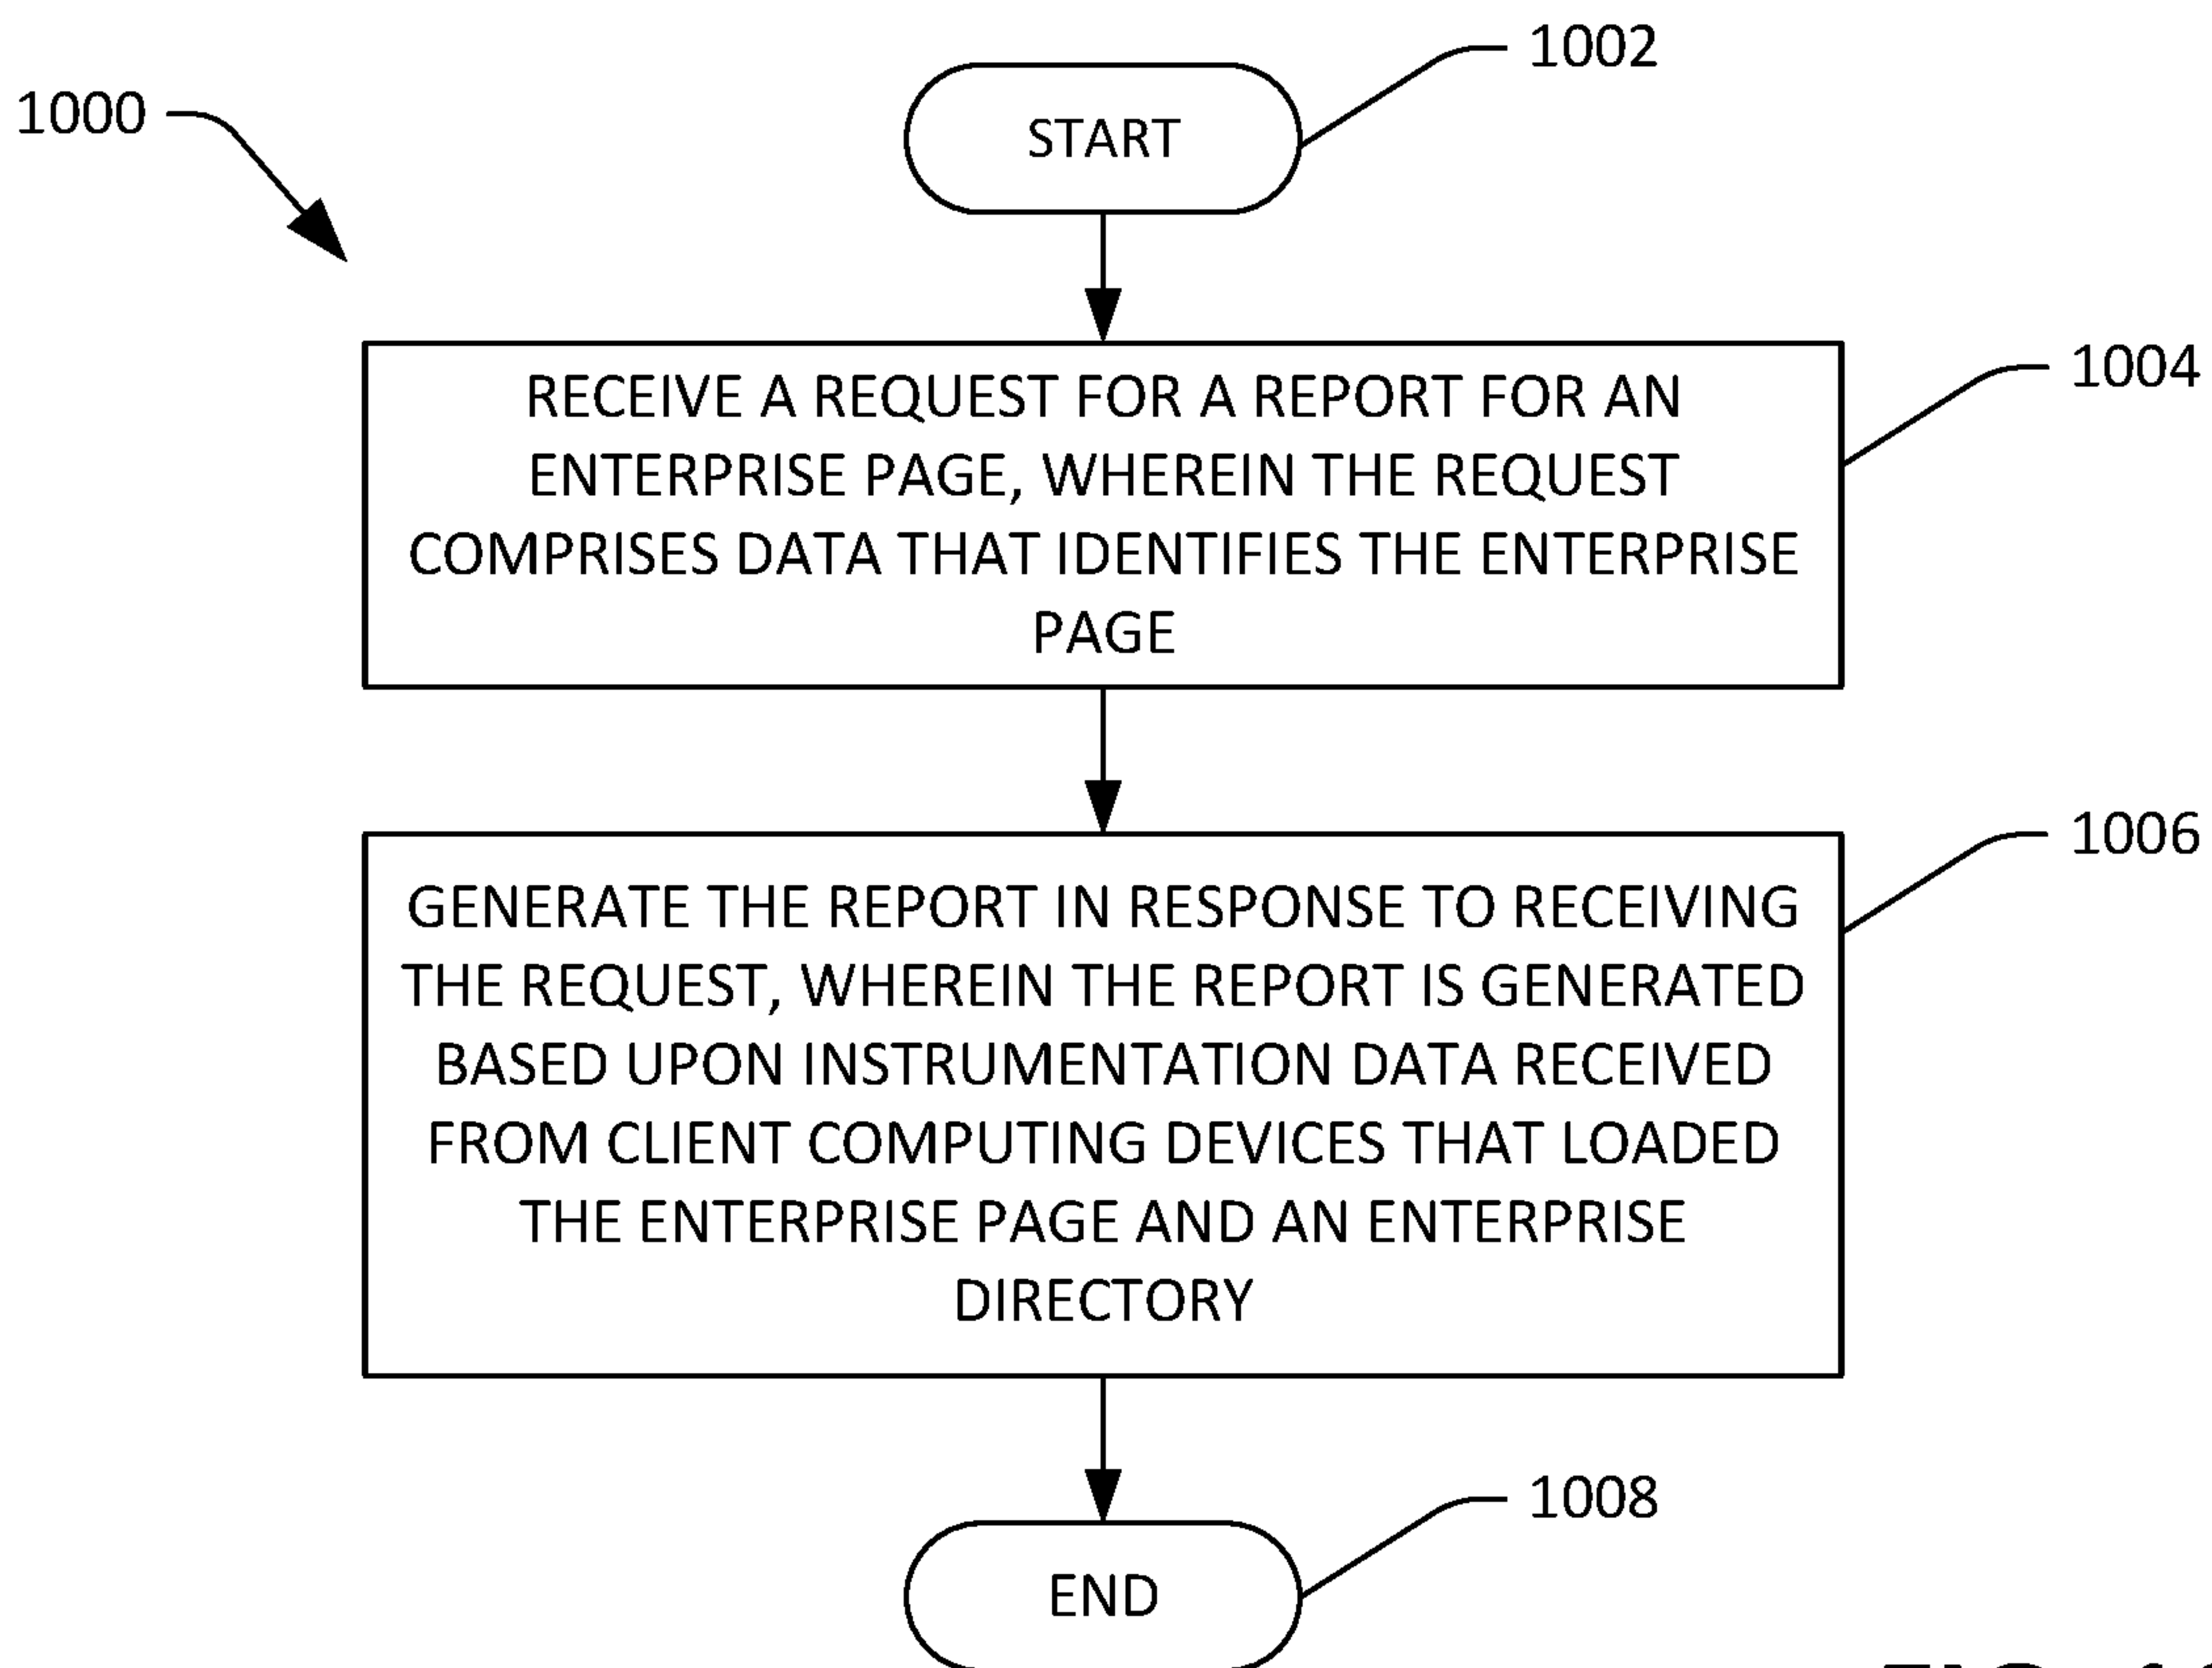 1000
START
1002
RECEIVE A REQUEST FOR A REPORT FOR AN
ENTERPRISE PAGE, WHEREIN THE REQUEST
COMPRISES DATA THAT IDENTIFIES THE ENTERPRISE
PAGE
1004
GENERATE THE REPORT IN RESPONSE TO RECEIVING
THE REQUEST, WHEREIN THE REPORT IS GENERATED
BASED UPON INSTRUMENTATION DATA RECEIVED
FROM CLIENT COMPUTING DEVICES THAT LOADED
THE ENTERPRISE PAGE AND AN ENTERPRISE
DIRECTORY
1006
END
1008